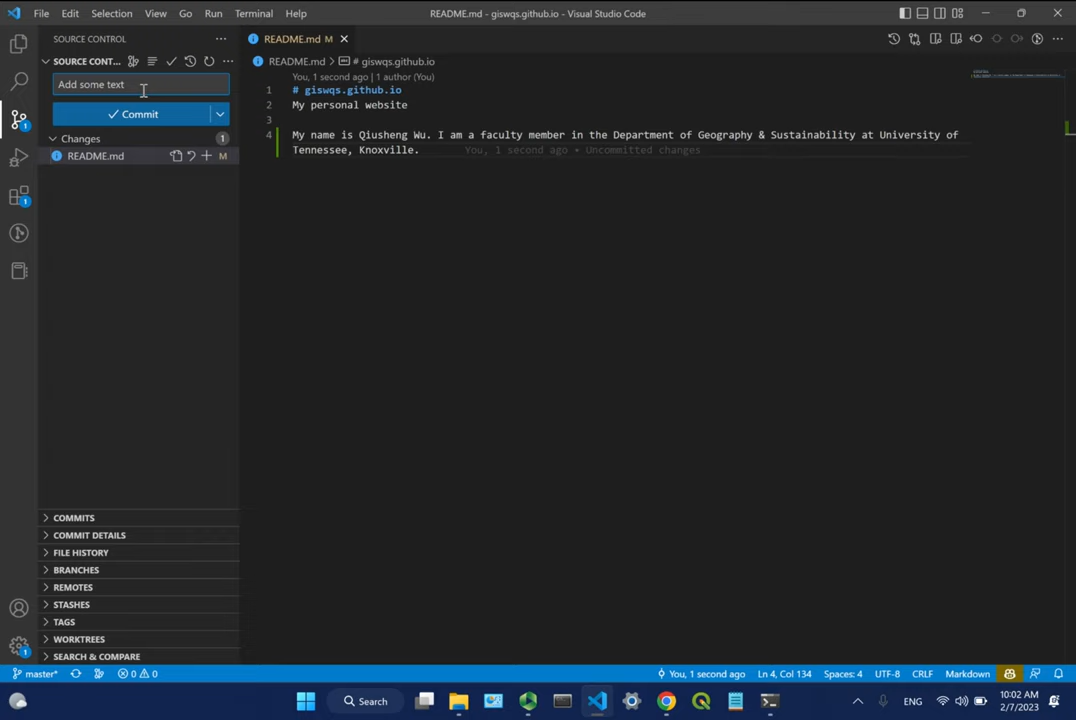 File Edit Selection View Go Run Terminal Help README.md - giswqs.github.io - Visual Studio Code
SOURCE CONTROL
README.md M
SOURCE CONT...
README.md > # giswqs.github.io
You, 1 second ago | 1 author (You)
Add some text
1 # giswqs.github.io
2 My personal website
Commit
3
Changes 1
4 My name is Qiusheng Wu. I am a faculty member in the Department of Geography & Sustainability at University of
Tennessee, Knoxville. You, 1 second ago • Uncommitted changes
README.md M
1
1
COMMITS
COMMIT DETAILS
FILE HISTORY
BRANCHES
REMOTES
STASHES
TAGS
WORKTREES
SEARCH & COMPARE
1
master* 0 0 You, 1 second ago Ln 4, Col 134 Spaces: 4 UTF-8 CRLF Markdown
Search ENG 10:02 AM
2/7/2023